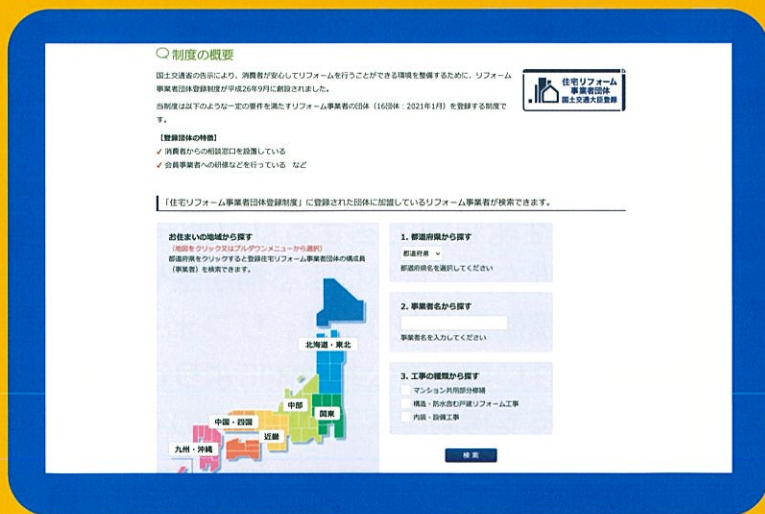 制度の概要
国土交通省の告示により、消費者が安心してリフォームを行うことができる環境を整備するために、リフォーム
事業者団体登録制度が平成26年9月に創設されました。
当制度は以下のような一定の要件を満たすリフォーム事業者の団体（16団体：2021年1月）を登録する制度で
す。
【登録団体の特徴】
✓ 消費者からの相談窓口を設置している
✓ 会員事業者への研修などを行っている など
住宅リフォーム
事業者団体
国土交通大臣登録
「住宅リフォーム事業者団体登録制度」に登録された団体に加盟しているリフォーム事業者が検索できます。
お住まいの地域から探す
（地図をクリック又はプルダウンメニューから選択）
都道府県をクリックすると登録住宅リフォーム事業者団体の構成員
（事業者）を検索できます。
北海道・東北
中部
関東
中国・四国
近畿
九州・沖縄
1. 都道府県から探す
都道府県
都道府県名を選択してください
2. 事業者名から探す
事業者名を入力してください
3. 工事の種類から探す
マンション共用部分修繕
構造・防水含む戸建リフォーム工事
内装・設備工事
検索